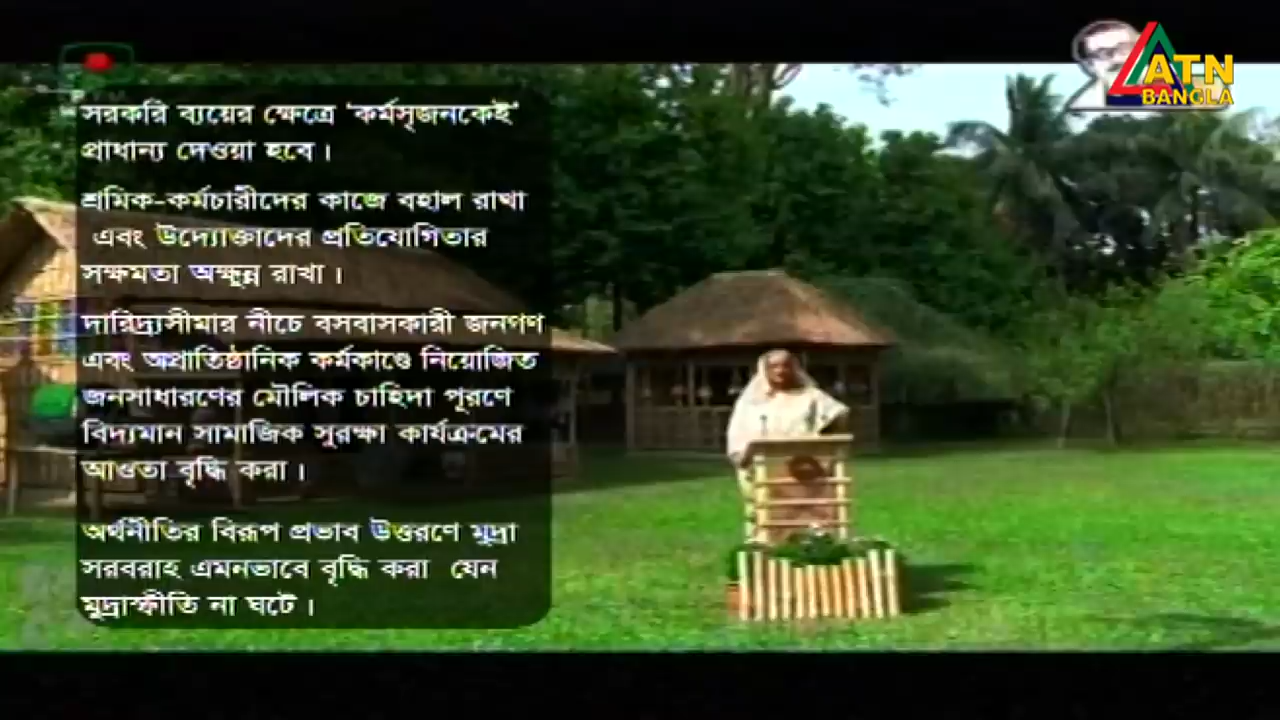 সরকরি ব্যয়ের ক্ষেত্রে 'কর্মসৃজনকেই'
প্রাধান্য দেওয়া হবে।
শ্রমিক-কর্মচারীদের কাজে বহাল রাখা
এবং উদ্যোক্তাদের প্রতিযোগিতার
সক্ষমতা অক্ষুন্ন রাখা।
দারিদ্র্যসীমার নীচে বসবাসকারী জনগণ
এবং অপ্রাতিষ্ঠানিক কর্মকাণ্ডে নিয়োজিত
জনসাধারণের মৌলিক চাহিদা পূরণে
বিদ্যমান সামাজিক সুরক্ষা কার্যক্রমের
আওতা বৃদ্ধি করা।
অর্থনীতির বিরূপ প্রভাব উত্তরণে মুদ্রা
সরবরাহ এমনভাবে বৃদ্ধি করা যেন
মুদ্রাস্ফীতি না ঘটে।
ATN
BANGLA